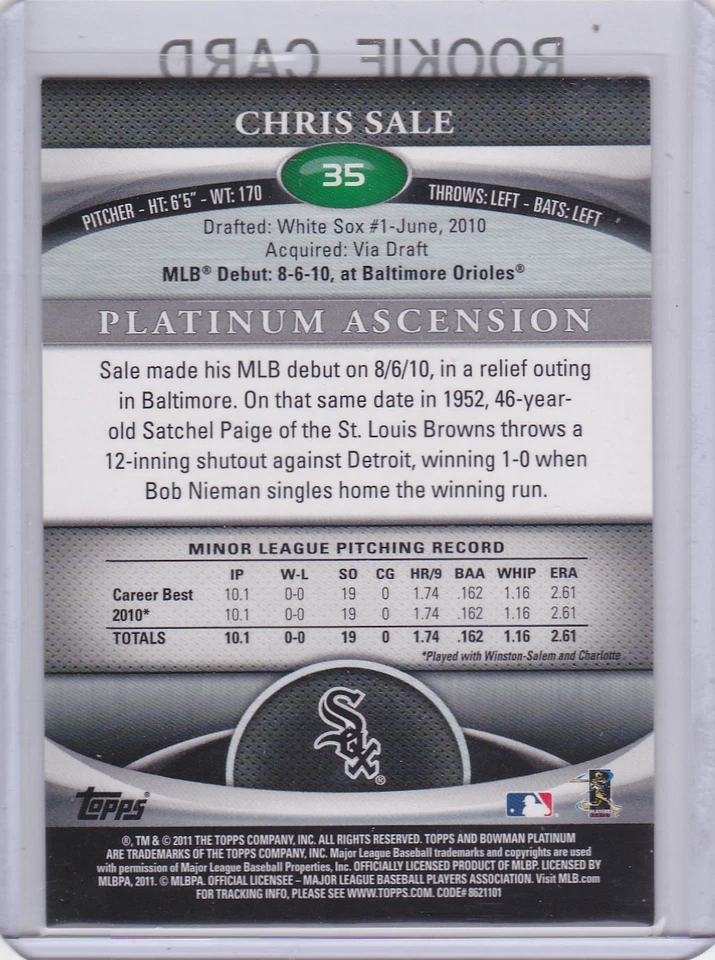 ROOKIE CARD
CHRIS SALE
35
PITCHER - HT: 6'5" - WT: 170
THROWS: LEFT - BATS: LEFT
Drafted: White Sox #1-June, 2010
Acquired: Via Draft
MLB® Debut: 8-6-10, at Baltimore Orioles®
PLATINUM ASCENSION
Sale made his MLB debut on 8/6/10, in a relief outing
in Baltimore. On that same date in 1952, 46-year-
old Satchel Paige of the St. Louis Browns throws a
12-inning shutout against Detroit, winning 1-0 when
Bob Nieman singles home the winning run.
MINOR LEAGUE PITCHING RECORD
IP W-L SO CG HR/9 BAA WHIP ERA
Career Best 10.1 0-0 19 0 1.74 .162 1.16 2.61
2010* 10.1 0-0 19 0 1.74 .162 1.16 2.61
TOTALS 10.1 0-0 19 0 1.74 .162 1.16 2.61
*Played with Winston-Salem and Charlotte
Sox®
TOPPS®
®, TM & © 2011 THE TOPPS COMPANY, INC. ALL RIGHTS RESERVED. TOPPS AND BOWMAN PLATINUM
ARE TRADEMARKS OF THE TOPPS COMPANY, INC. Major League Baseball trademarks and copyrights are used
with permission of Major League Baseball Properties, Inc. OFFICIALLY LICENSED PRODUCT OF MLBP. LICENSED BY
MLBPA, 2011. © MLBPA. OFFICIAL LICENSEE – MAJOR LEAGUE BASEBALL PLAYERS ASSOCIATION. Visit MLB.com
FOR TRACKING INFO, PLEASE SEE WWW.TOPPS.COM. CODE# 8621101